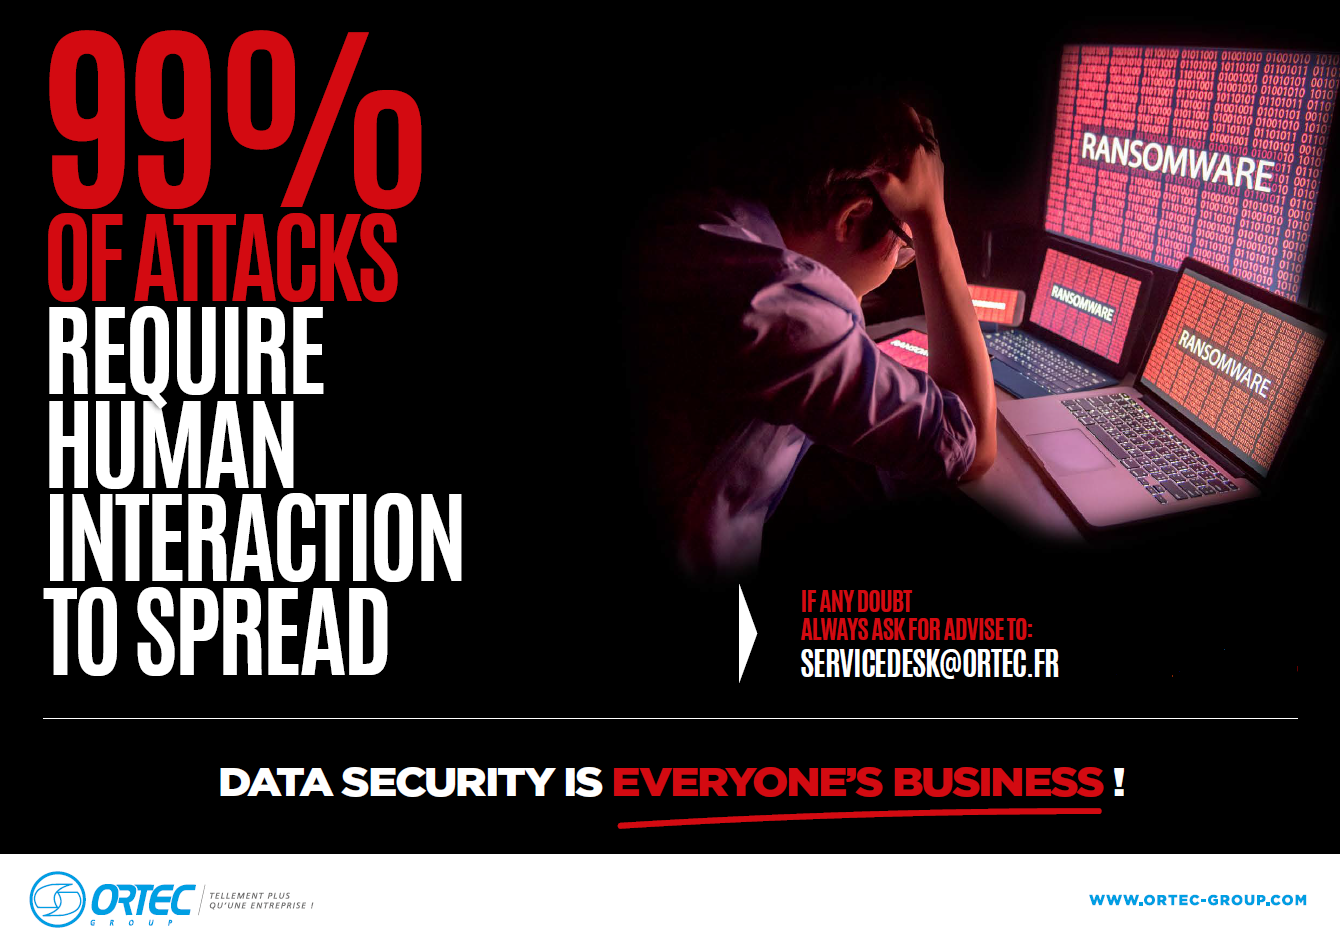 99%
OF ATTACKS
REQUIRE
HUMAN
INTERACTION
TO SPREAD
RANSOMWARE
RANSOMWARE
RANSOMWARE
IF ANY DOUBT
ALWAYS ASK FOR ADVISE TO:
SERVICEDESK@ORTEC.FR
DATA SECURITY IS EVERYONE'S BUSINESS !
ORTEC
GROUP
TELLEMENT PLUS
QU'UNE ENTREPRISE !
WWW.ORTEC-GROUP.COM